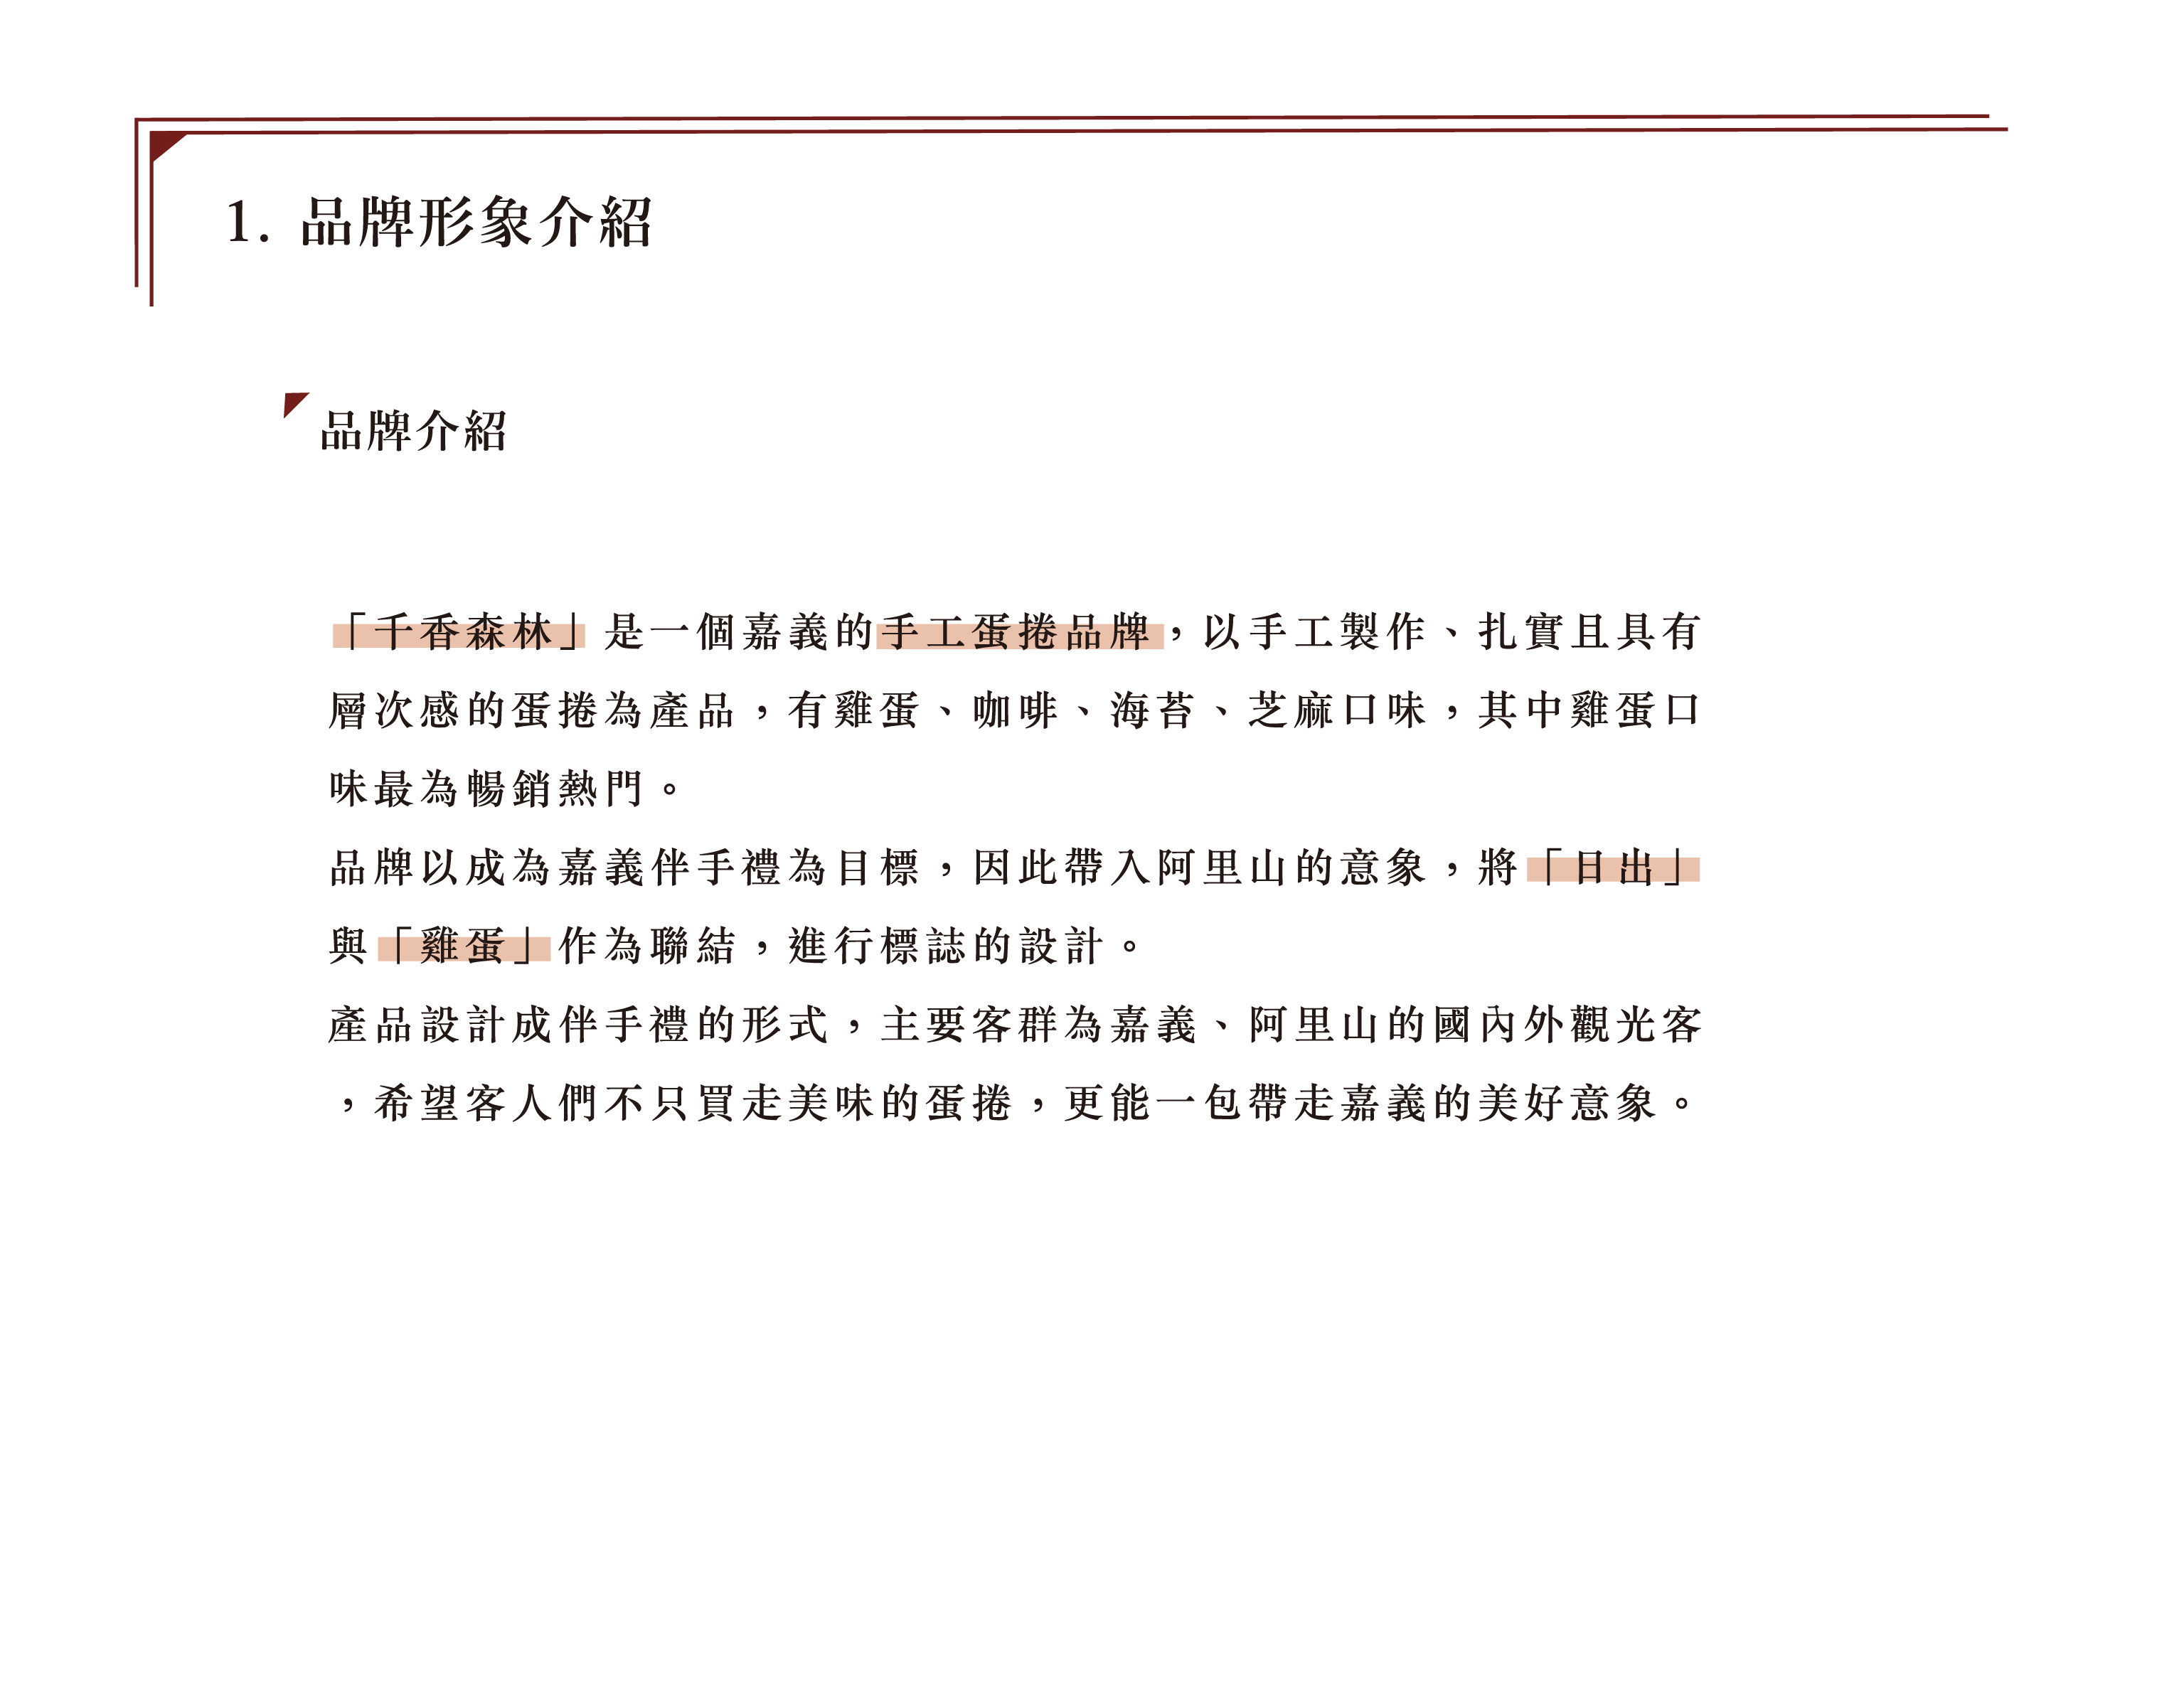 1. 品牌形象介紹
品牌介紹
「千香森林」是一個嘉義的手工蛋捲品牌，以手工製作、扎實且具有
層次感的蛋捲為產品，有雞蛋、咖啡、海苔、芝麻口味，其中雞蛋口
味最為暢銷熱門。
品牌以成為嘉義伴手禮為目標，因此帶入阿里山的意象，將「日出」
與「雞蛋」作為聯結，進行標誌的設計。
產品設計成伴手禮的形式，主要客群為嘉義、阿里山的國內外觀光客
，希望客人們不只買走美味的蛋捲，更能一包帶走嘉義的美好意象。